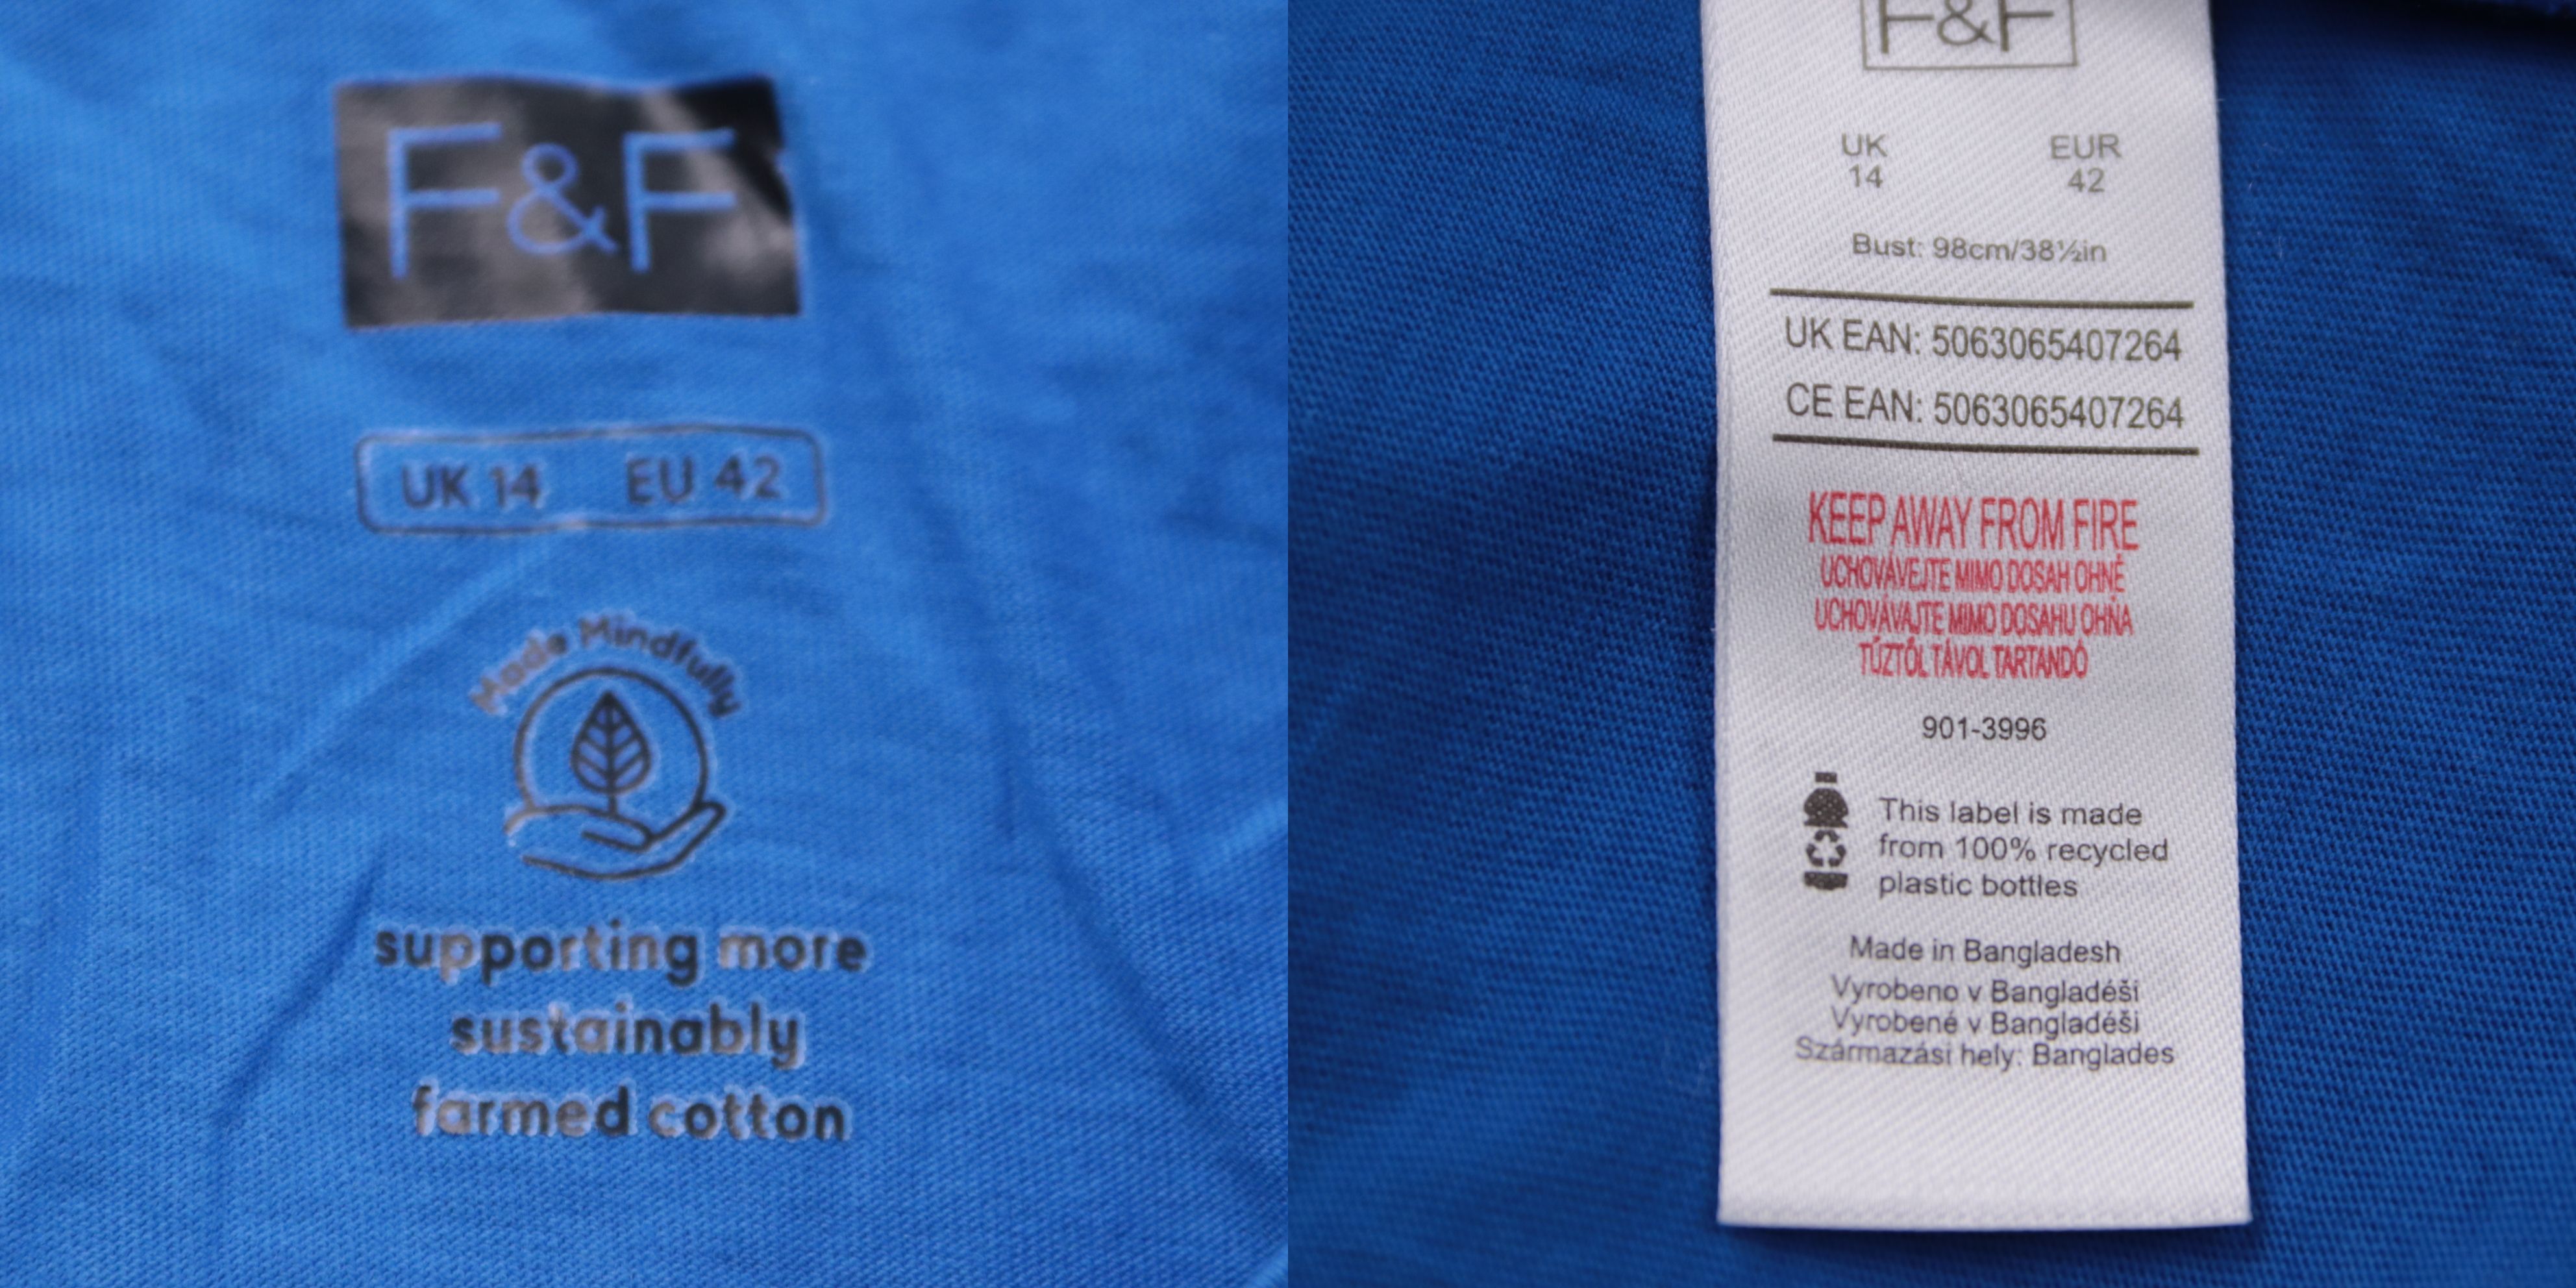 F&F
UK 14 EU 42
Made Mindfully
supporting more
sustainably
farmed cotton
F&F
UK EUR
14 42
Bust: 98cm/38½in
UK EAN: 5063065407264
CE EAN: 5063065407264
KEEP AWAY FROM FIRE
UCHOVÁVEJTE MIMO DOSAH OHNĚ
UCHOVÁVAJTE MIMO DOSAHU OHŇA
TŰZTŐL TÁVOL TARTANDÓ
901-3996
This label is made
from 100% recycled
plastic bottles
Made in Bangladesh
Vyrobeno v Bangladéši
Vyrobené v Bangladéši
Származási hely: Banglades